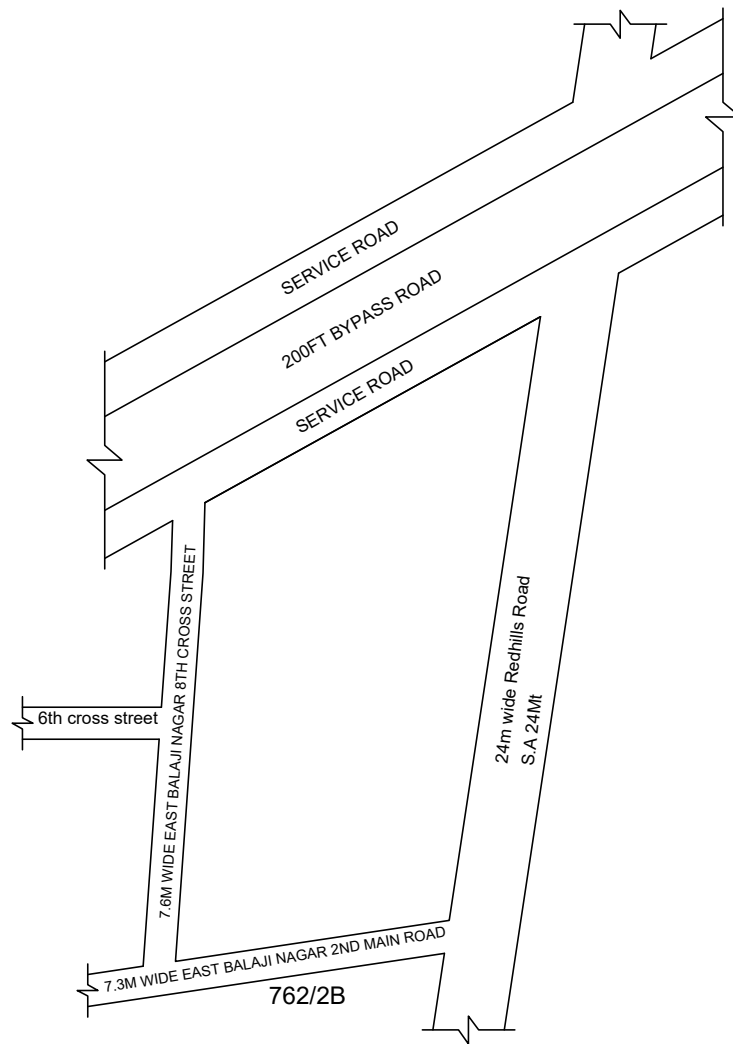 SERVICE ROAD
200FT BYPASS ROAD
SERVICE ROAD
7.6M WIDE EAST BALAJI NAGAR 8TH CROSS STREET
24m wide Redhills Road
S.A 24Mt
6th cross street
7.3M WIDE EAST BALAJI NAGAR 2ND MAIN ROAD
762/2B